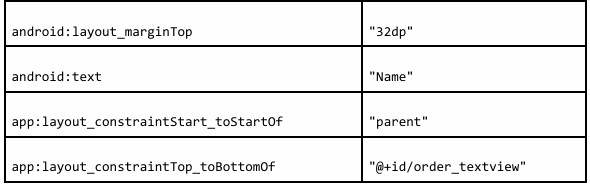 android:layout_marginTop "32dp"
android:text "Name"
app:layout_constraintStart_toStartOf "parent"
app:layout_constraintTop_toBottomOf "@+id/order_textview"